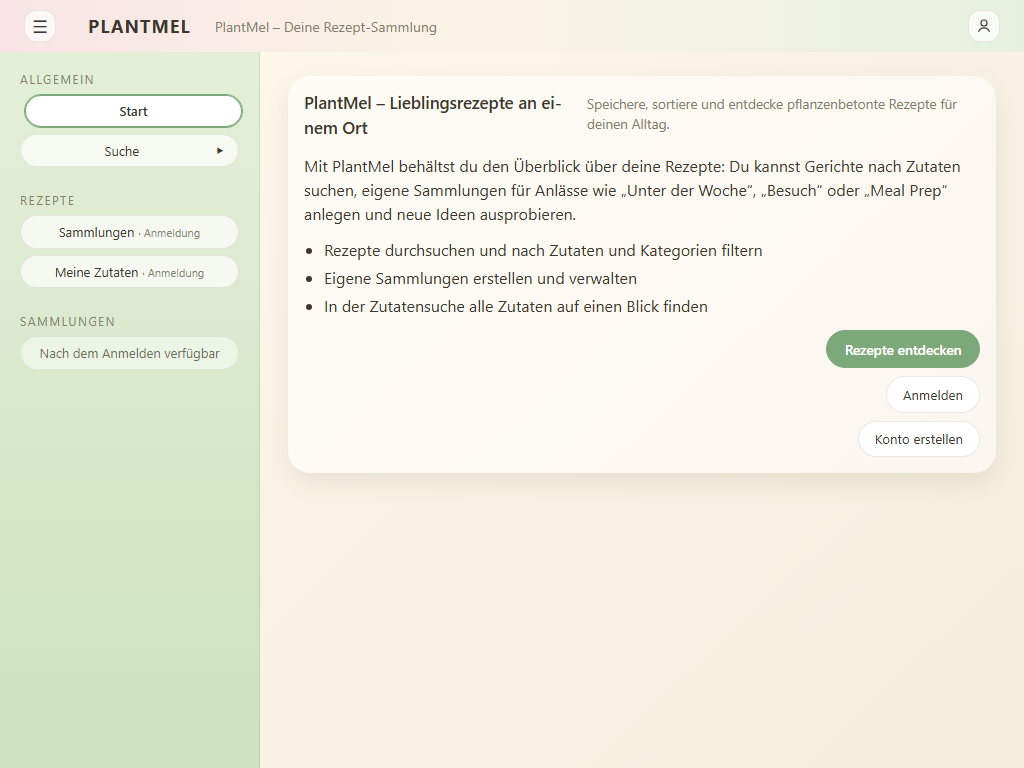 PLANTMEL
PlantMel – Deine Rezept-Sammlung
ALLGEMEIN
Start
Suche
REZEPTE
Sammlungen · Anmeldung
Meine Zutaten · Anmeldung
SAMMLUNGEN
Nach dem Anmelden verfügbar
PlantMel – Lieblingsrezepte an ei-
nem Ort
Speichere, sortiere und entdecke pflanzenbetonte Rezepte für
deinen Alltag.
Mit PlantMel behältst du den Überblick über deine Rezepte: Du kannst Gerichte nach Zutaten
suchen, eigene Sammlungen für Anlässe wie „Unter der Woche“, „Besuch“ oder „Meal Prep“
anlegen und neue Ideen ausprobieren.
• Rezepte durchsuchen und nach Zutaten und Kategorien filtern
• Eigene Sammlungen erstellen und verwalten
• In der Zutatensuche alle Zutaten auf einen Blick finden
Rezepte entdecken
Anmelden
Konto erstellen